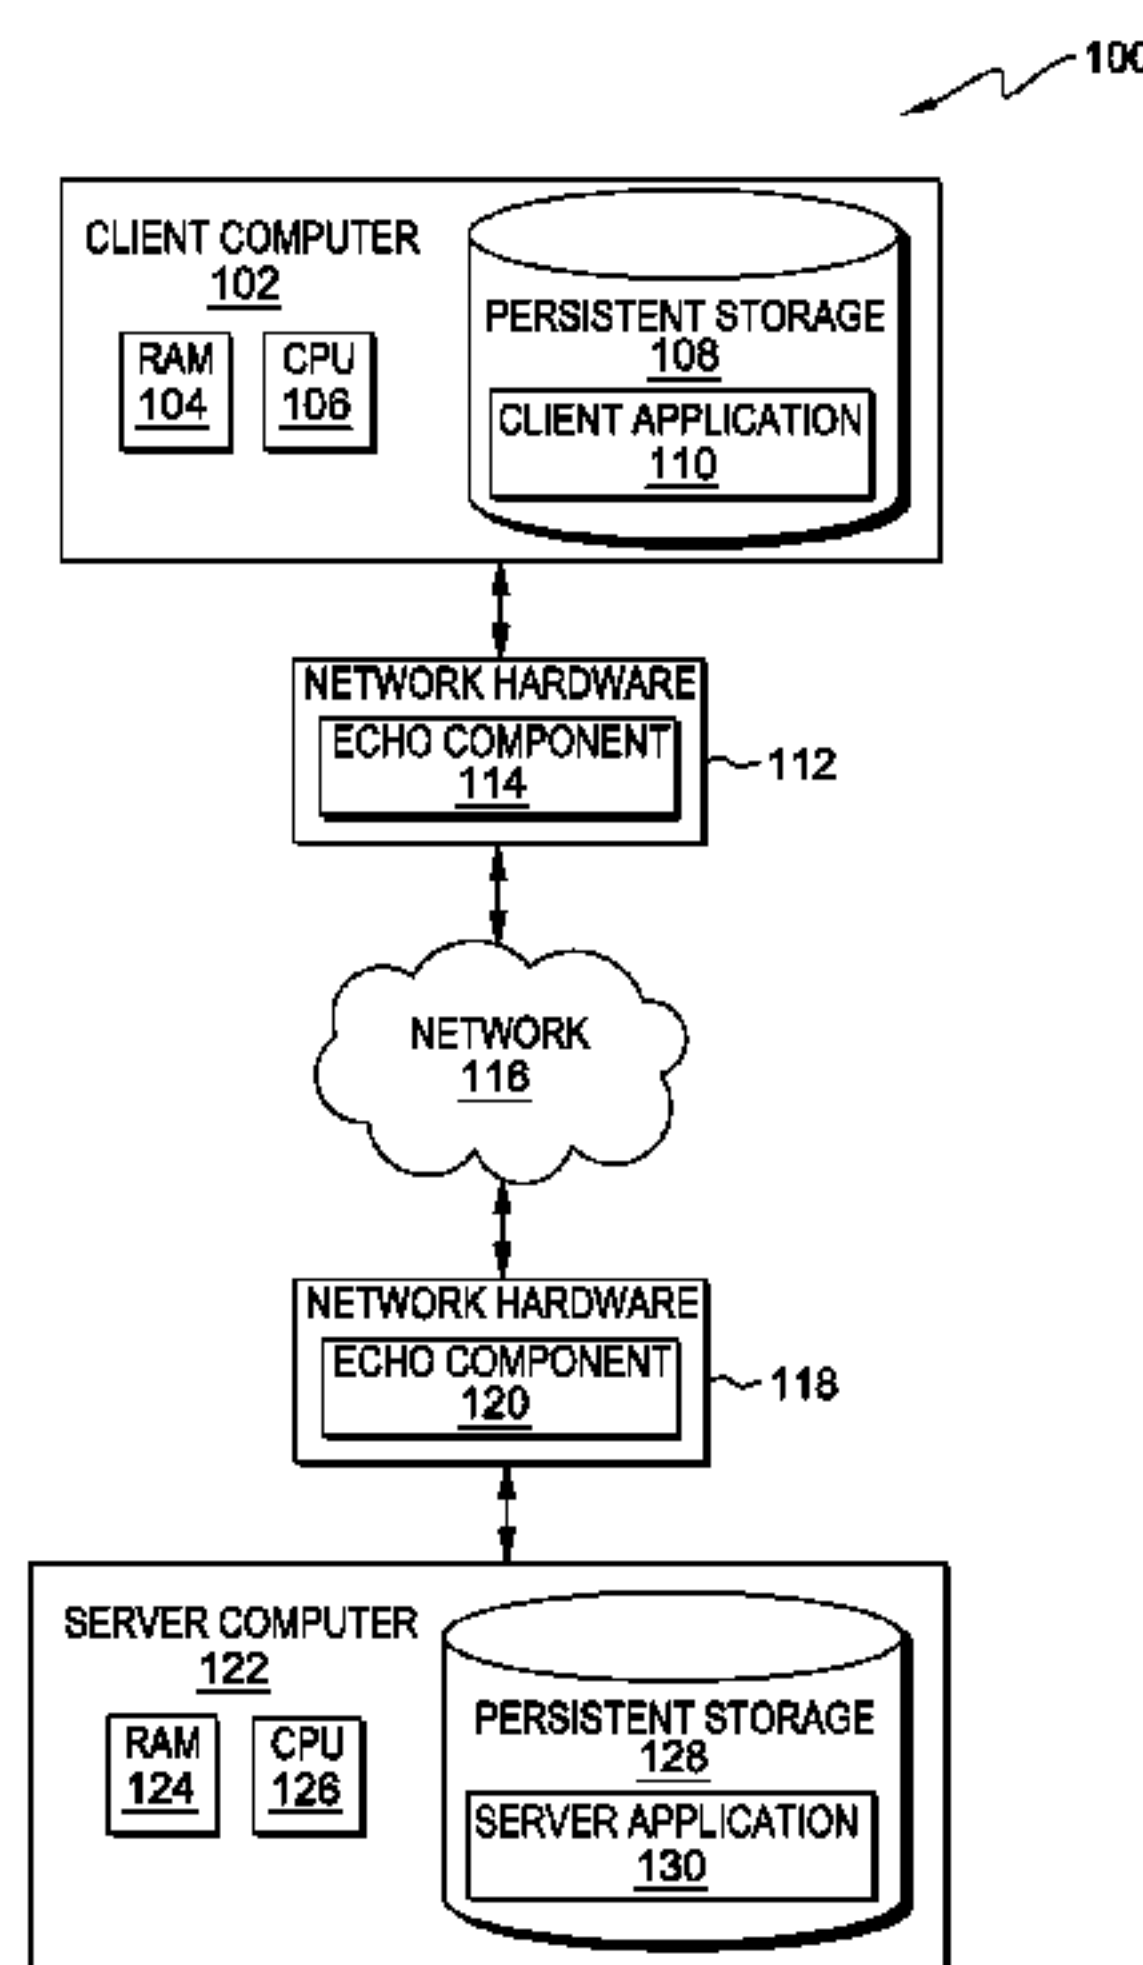 100
CLIENT COMPUTER
102
RAM
104
CPU
106
PERSISTENT STORAGE
108
CLIENT APPLICATION
110
NETWORK HARDWARE
ECHO COMPONENT
114
112
NETWORK
116
NETWORK HARDWARE
ECHO COMPONENT
120
118
SERVER COMPUTER
122
RAM
124
CPU
126
PERSISTENT STORAGE
128
SERVER APPLICATION
130